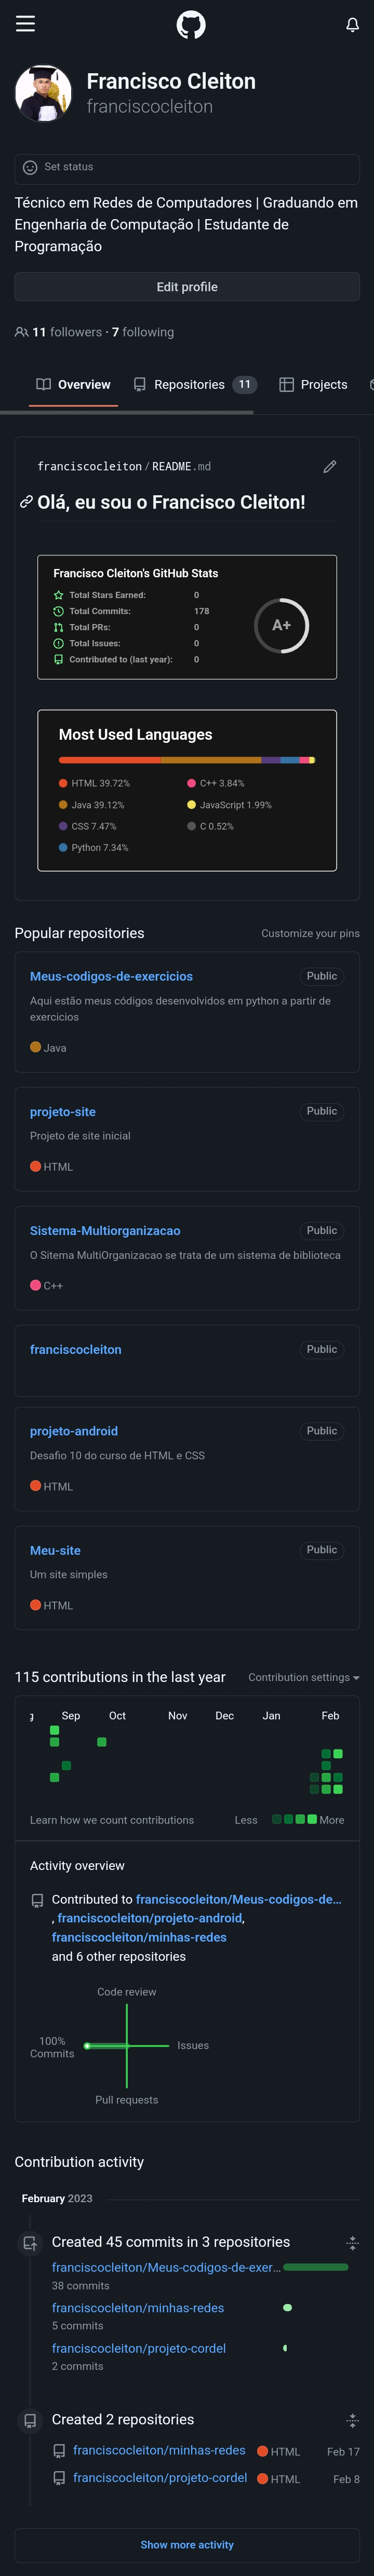 Francisco Cleiton
franciscocleiton
Set status
Técnico em Redes de Computadores | Graduando em
Engenharia de Computação | Estudante de
Programação
Edit profile
11 followers · 7 following
Overview
Repositories 11
Projects
franciscocleiton / README.md
Olá, eu sou o Francisco Cleiton!
Francisco Cleiton's GitHub Stats
Total Stars Earned: 0
Total Commits: 178
Total PRs: 0
Total Issues: 0
Contributed to (last year): 0
A+
Most Used Languages
HTML 39.72%
Java 39.12%
CSS 7.47%
Python 7.34%
C++ 3.84%
JavaScript 1.99%
C 0.52%
Popular repositories
Customize your pins
Meus-codigos-de-exercicios
Public
Aqui estão meus códigos desenvolvidos em python a partir de
exercicios
Java
projeto-site
Public
Projeto de site inicial
HTML
Sistema-Multiorganizacao
Public
O Sitema MultiOrganizacao se trata de um sistema de biblioteca
C++
franciscocleiton
Public
projeto-android
Public
Desafio 10 do curso de HTML e CSS
HTML
Meu-site
Public
Um site simples
HTML
115 contributions in the last year
Contribution settings
Sep Oct Nov Dec Jan Feb
Learn how we count contributions
Less
More
Activity overview
Contributed to franciscocleiton/Meus-codigos-de…
, franciscocleiton/projeto-android,
franciscocleiton/minhas-redes
and 6 other repositories
Code review
100%
Commits
Issues
Pull requests
Contribution activity
February 2023
Created 45 commits in 3 repositories
franciscocleiton/Meus-codigos-de-exer…
38 commits
franciscocleiton/minhas-redes
5 commits
franciscocleiton/projeto-cordel
2 commits
Created 2 repositories
franciscocleiton/minhas-redes HTML Feb 17
franciscocleiton/projeto-cordel HTML Feb 8
Show more activity